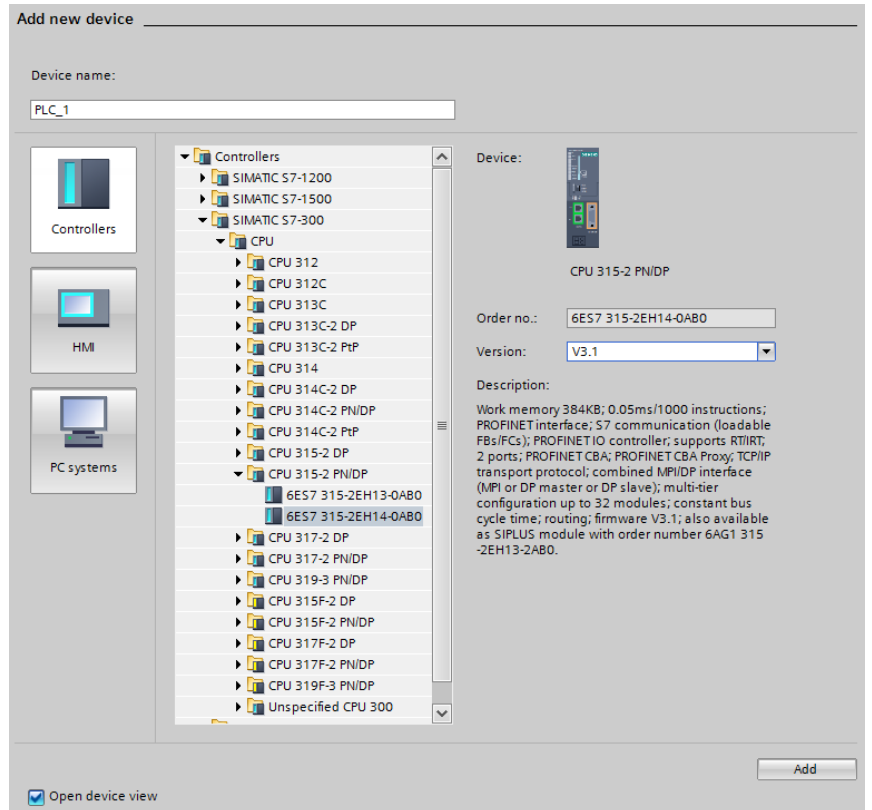 Add new device
Device name:
PLC_1
Controllers
HMI
PC systems
Controllers
SIMATIC S7-1200
SIMATIC S7-1500
SIMATIC S7-300
CPU
CPU 312
CPU 312C
CPU 313C
CPU 313C-2 DP
CPU 313C-2 PtP
CPU 314
CPU 314C-2 DP
CPU 314C-2 PN/DP
CPU 314C-2 PtP
CPU 315-2 DP
CPU 315-2 PN/DP
6ES7 315-2EH13-0AB0
6ES7 315-2EH14-0AB0
CPU 317-2 DP
CPU 317-2 PN/DP
CPU 319-3 PN/DP
CPU 315F-2 DP
CPU 315F-2 PN/DP
CPU 317F-2 DP
CPU 317F-2 PN/DP
CPU 319F-3 PN/DP
Unspecified CPU 300
Device:
CPU 315-2 PN/DP
Order no.: 6ES7 315-2EH14-0AB0
Version: V3.1
Description:
Work memory 384KB; 0.05ms/1000 instructions;
PROFINET interface; S7 communication (loadable
FBs/FCs); PROFINET IO controller; supports RT/IRT;
2 ports; PROFINET CBA; PROFINET CBA Proxy; TCP/IP
transport protocol; combined MPI/DP interface
(MPI or DP master or DP slave); multi-tier
configuration up to 32 modules; constant bus
cycle time; routing; firmware V3.1; also available
as SIPLUS module with order number 6AG1 315
-2EH13-2AB0.
Add
Open device view